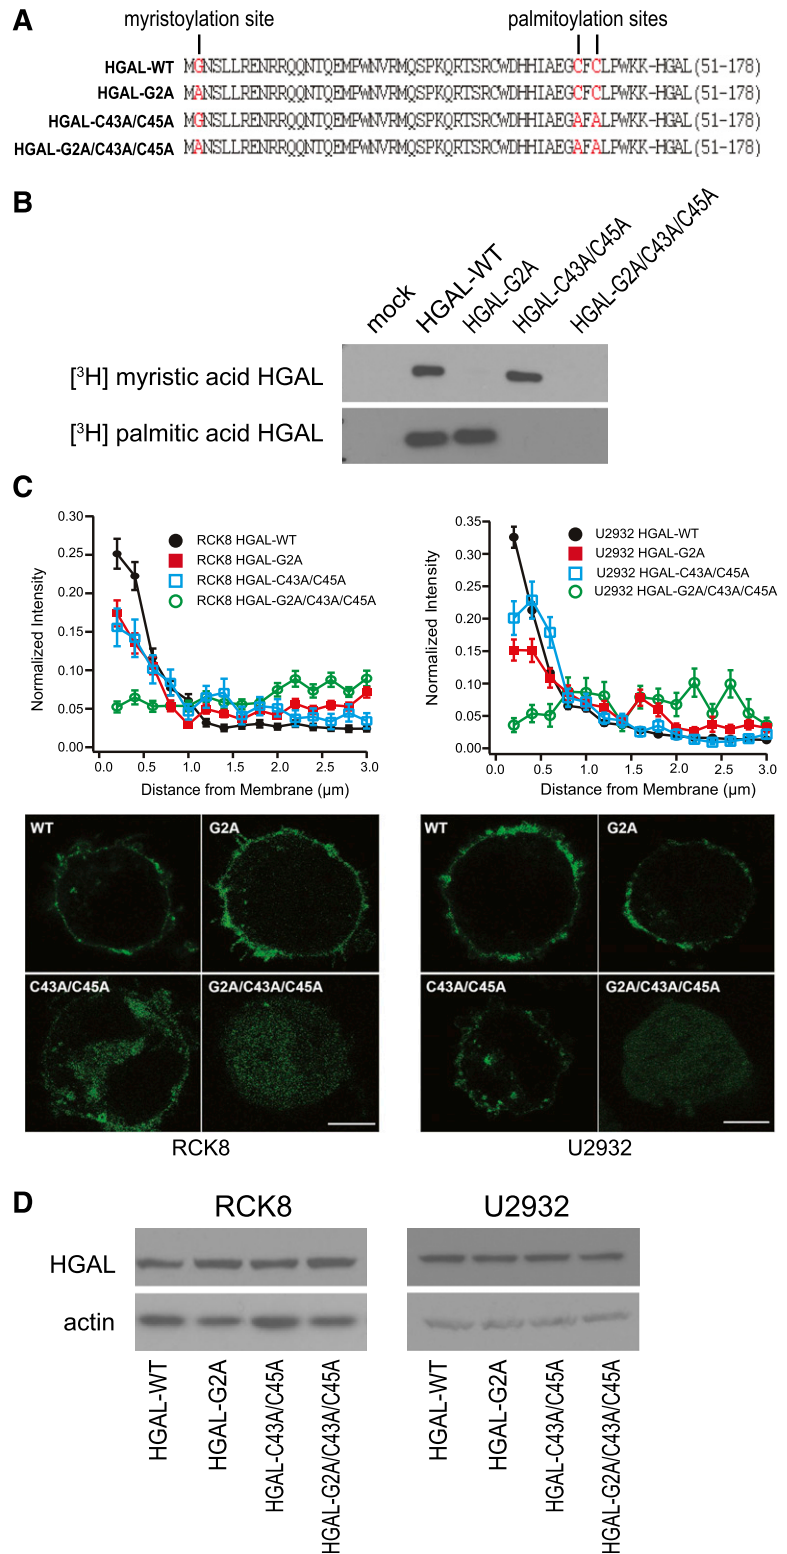 A
myristoylation site
palmitoylation sites
HGAL-WT MGNSLLRENRRQQNTQEMPWNVRMQSPKQRTSRCWDHHIAEGCFCLPWKK-HGAL(51-178)
HGAL-G2A MANSLLRENRRQQNTQEMPWNVRMQSPKQRTSRCWDHHIAEGCFCLPWKK-HGAL(51-178)
HGAL-C43A/C45A MGNSLLRENRRQQNTQEMPWNVRMQSPKQRTSRCWDHHIAEGAFALPWKK-HGAL(51-178)
HGAL-G2A/C43A/C45A MANSLLRENRRQQNTQEMPWNVRMQSPKQRTSRCWDHHIAEGAFALPWKK-HGAL(51-178)
B
mock
HGAL-WT
HGAL-G2A
HGAL-C43A/C45A
HGAL-G2A/C43A/C45A
[³H] myristic acid HGAL
[³H] palmitic acid HGAL
C
Normalized Intensity
0.30
0.25
0.20
0.15
0.10
0.05
0.00
0.0 0.5 1.0 1.5 2.0 2.5 3.0
Distance from Membrane (µm)
RCK8 HGAL-WT
RCK8 HGAL-G2A
RCK8 HGAL-C43A/C45A
RCK8 HGAL-G2A/C43A/C45A
Normalized Intensity
0.35
0.30
0.25
0.20
0.15
0.10
0.05
0.00
0.0 0.5 1.0 1.5 2.0 2.5 3.0
Distance from Membrane (µm)
U2932 HGAL-WT
U2932 HGAL-G2A
U2932 HGAL-C43A/C45A
U2932 HGAL-G2A/C43A/C45A
WT
G2A
C43A/C45A
G2A/C43A/C45A
RCK8
WT
G2A
C43A/C45A
G2A/C43A/C45A
U2932
D
RCK8
U2932
HGAL
actin
HGAL-WT
HGAL-G2A
HGAL-C43A/C45A
HGAL-G2A/C43A/C45A
HGAL-WT
HGAL-G2A
HGAL-C43A/C45A
HGAL-G2A/C43A/C45A